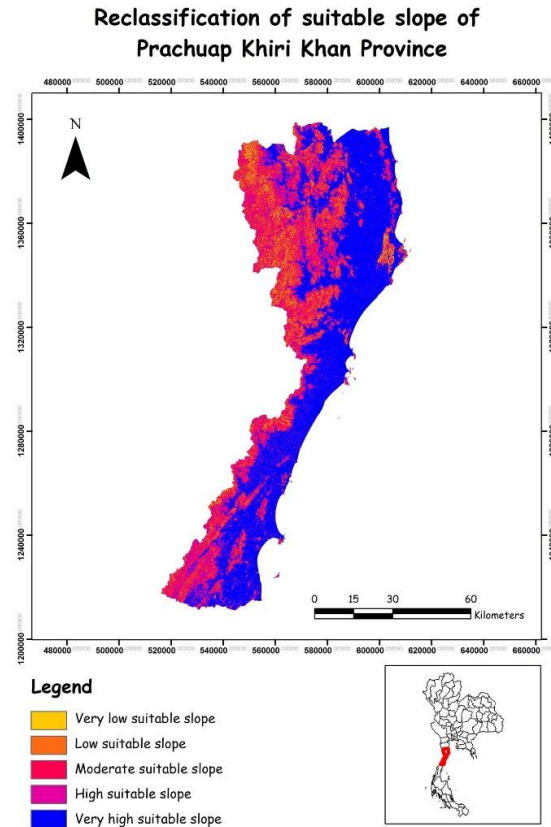 Reclassification of suitable slope of
Prachuap Khiri Khan Province
480000 500000 520000 540000 560000 580000 600000 620000 640000 660000
N
1400000
1360000
1320000
1280000
1240000
1200000
0 15 30 60
Kilometers
480000 500000 520000 540000 560000 580000 600000 620000 640000 660000
Legend
Very low suitable slope
Low suitable slope
Moderate suitable slope
High suitable slope
Very high suitable slope